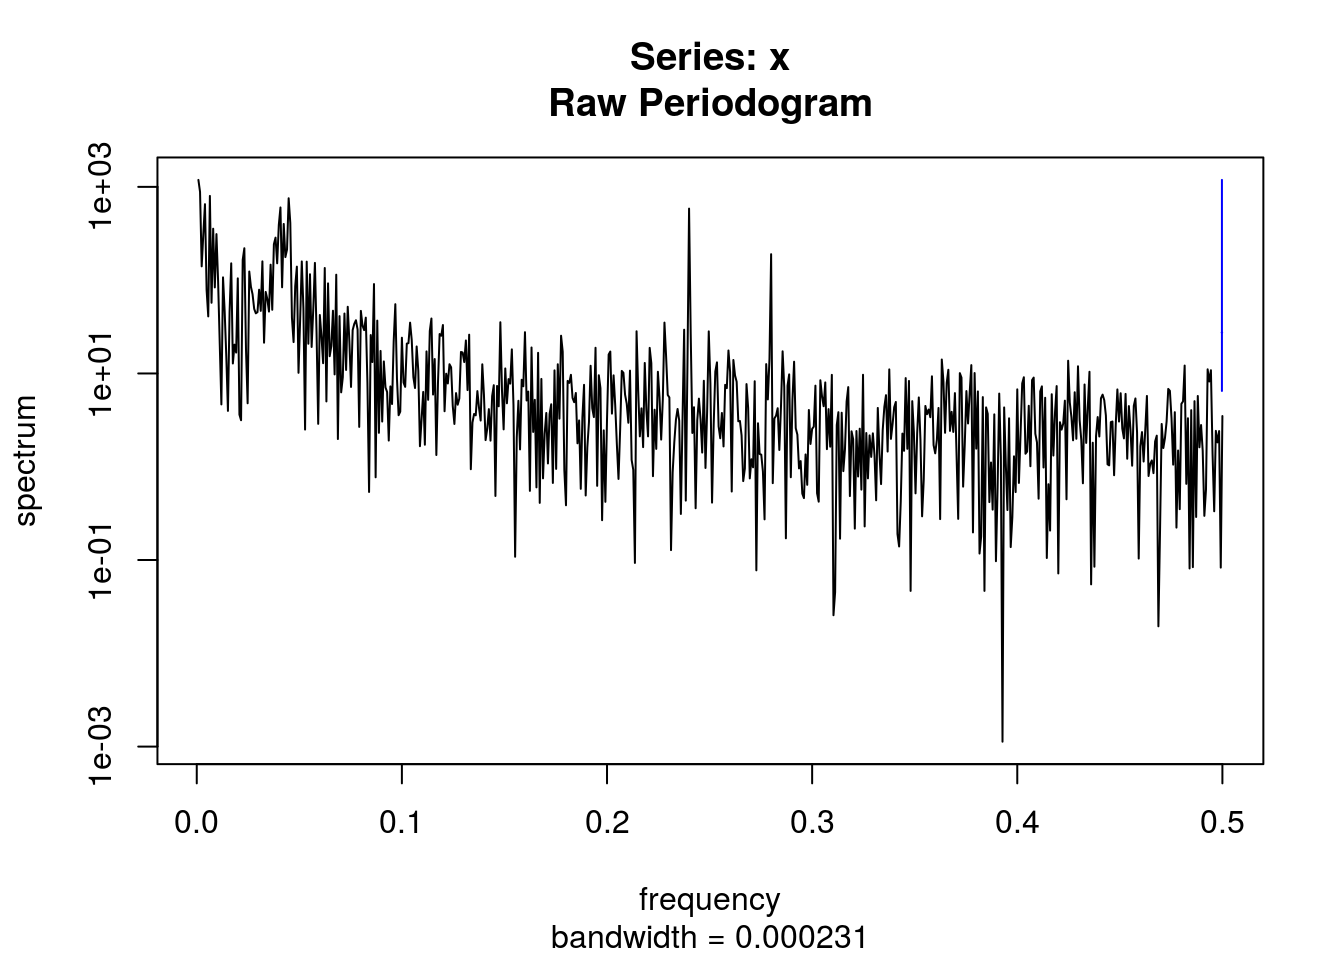 Series: x
Raw Periodogram
spectrum
1e+03
1e+01
1e-01
1e-03
0.0 0.1 0.2 0.3 0.4 0.5
frequency
bandwidth = 0.000231